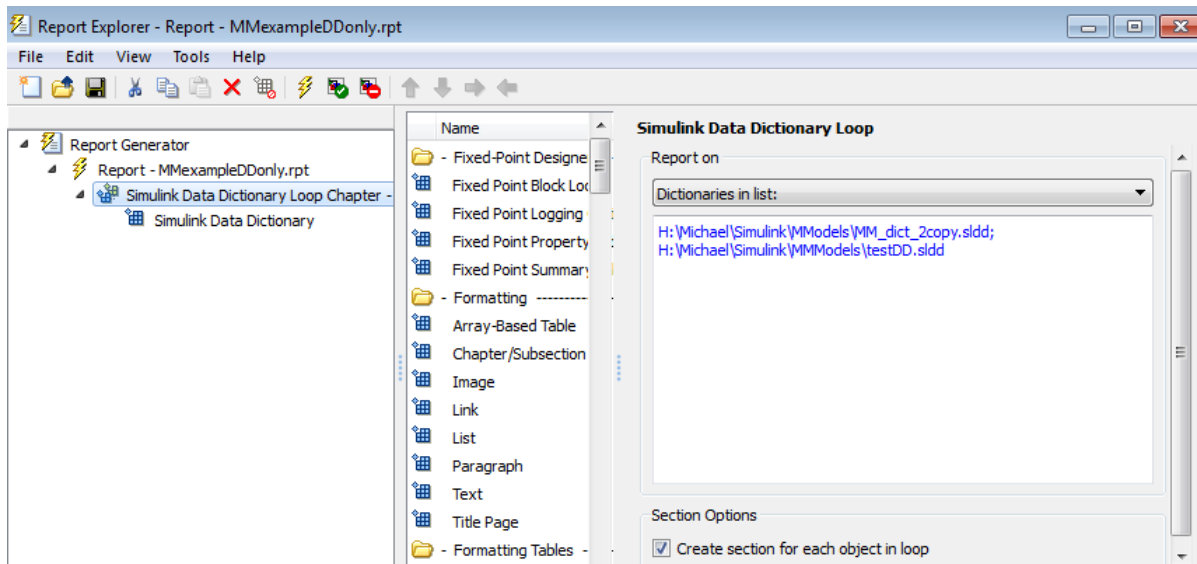 Report Explorer - Report - MMexampleDDonly.rpt
File Edit View Tools Help
Report Generator
Report - MMexampleDDonly.rpt
Simulink Data Dictionary Loop Chapter -
Simulink Data Dictionary
Name
- Fixed-Point Designe
Fixed Point Block Loo
Fixed Point Logging
Fixed Point Property
Fixed Point Summary
- Formatting ----------
Array-Based Table
Chapter/Subsection
Image
Link
List
Paragraph
Text
Title Page
- Formatting Tables -
Simulink Data Dictionary Loop
Report on
Dictionaries in list:
H:\Michael\Simulink\MModels\MM_dict_2copy.sldd;
H:\Michael\Simulink\MMModels\testDD.sldd
Section Options
Create section for each object in loop